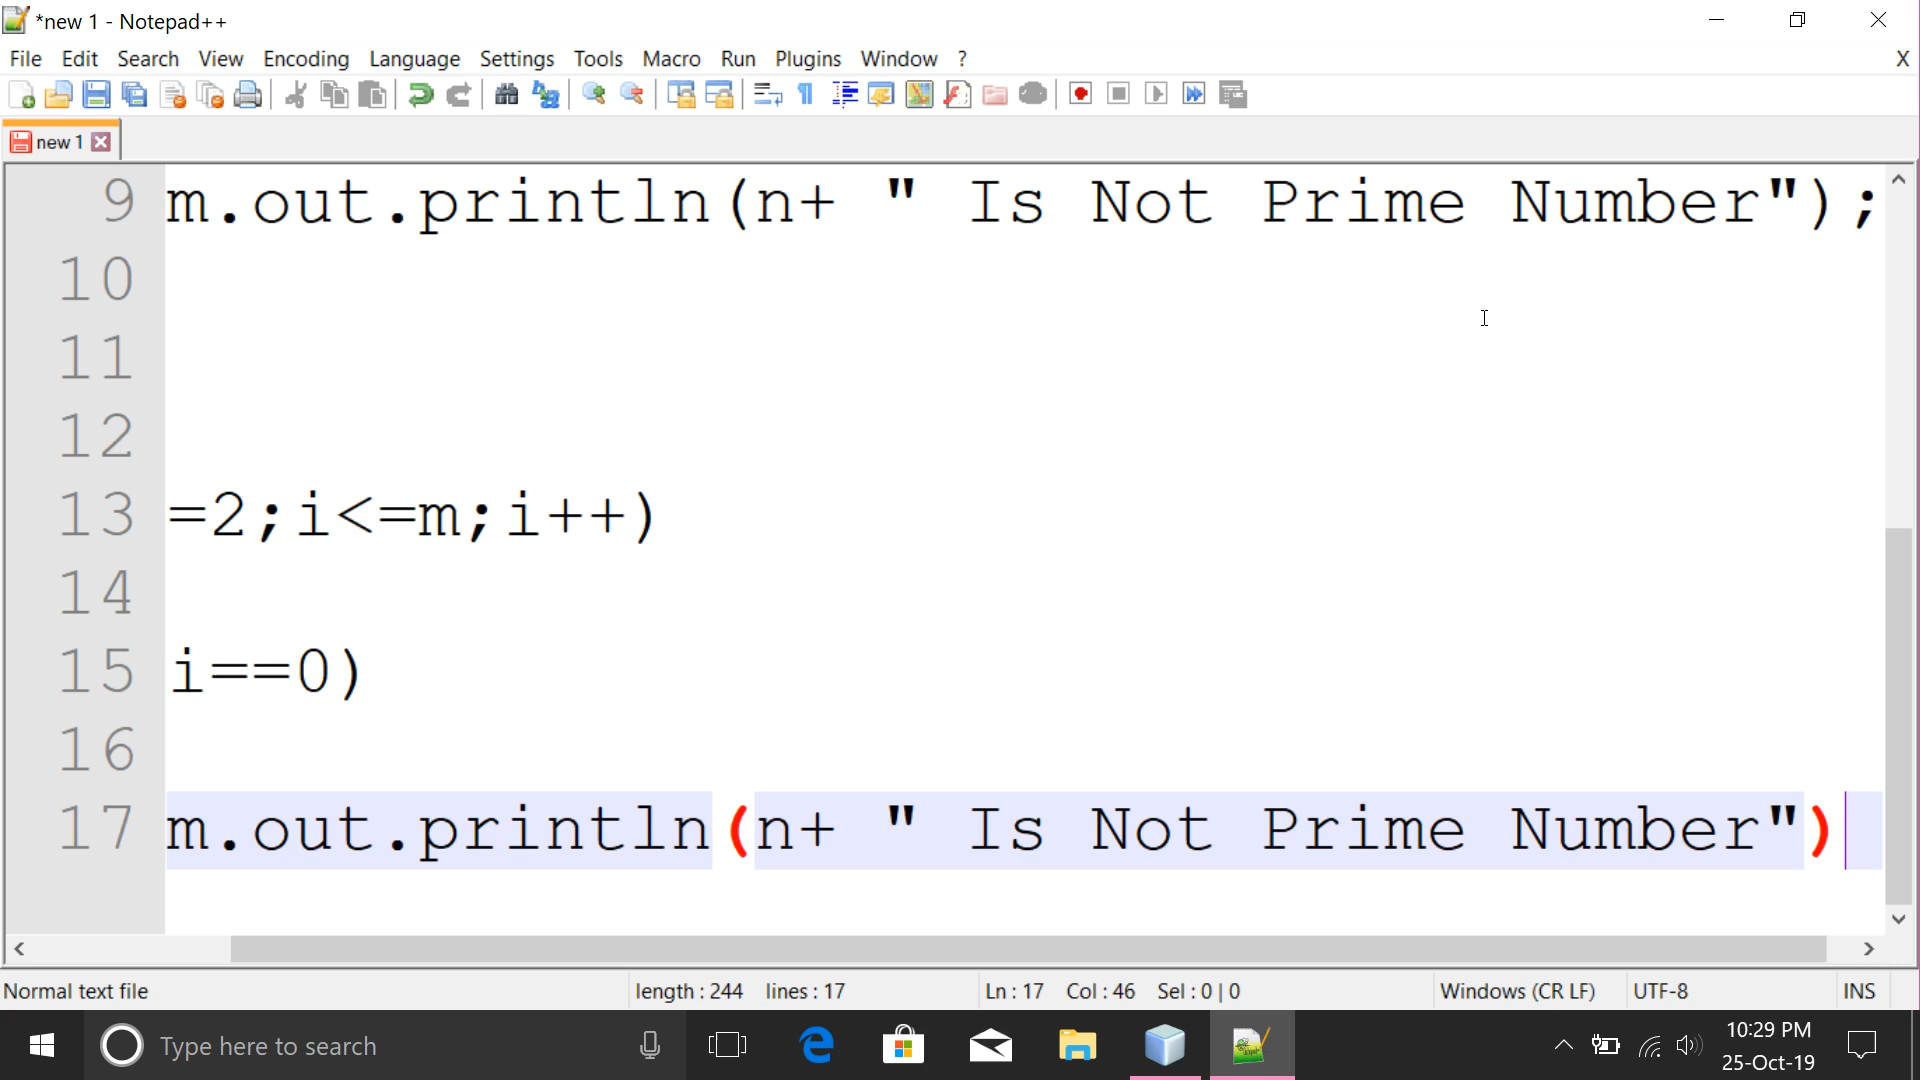 *new 1 - Notepad++
File Edit Search View Encoding Language Settings Tools Macro Run Plugins Window ? X
new 1
9 m.out.println(n+ " Is Not Prime Number");
10
11
12
13 =2;i<=m;i++)
14
15 i==0)
16
17 m.out.println(n+ " Is Not Prime Number")
Normal text file length : 244 lines : 17 Ln : 17 Col : 46 Sel : 0 | 0 Windows (CR LF) UTF-8 INS
Type here to search
10:29 PM
25-Oct-19